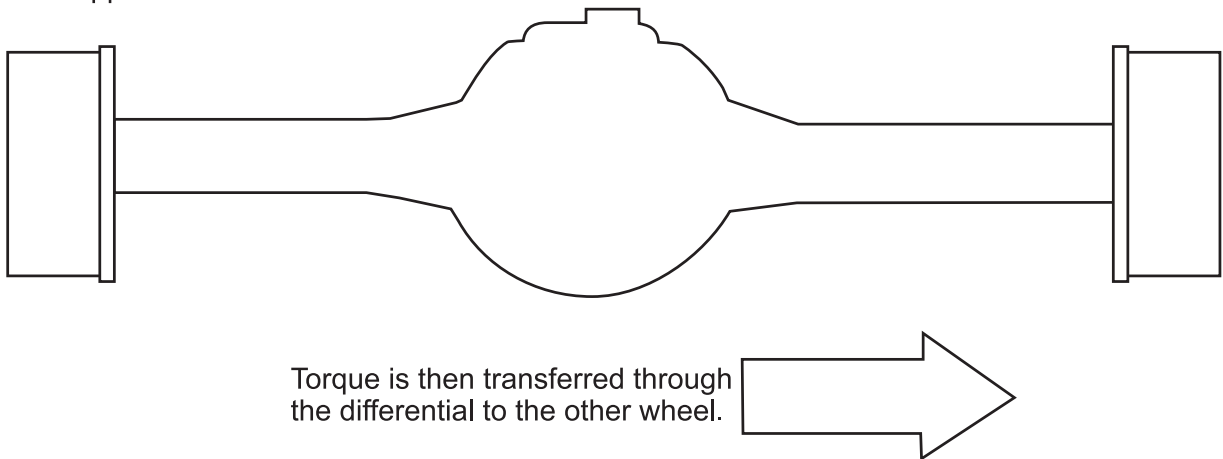 Torque is then transferred through
the differential to the other wheel.